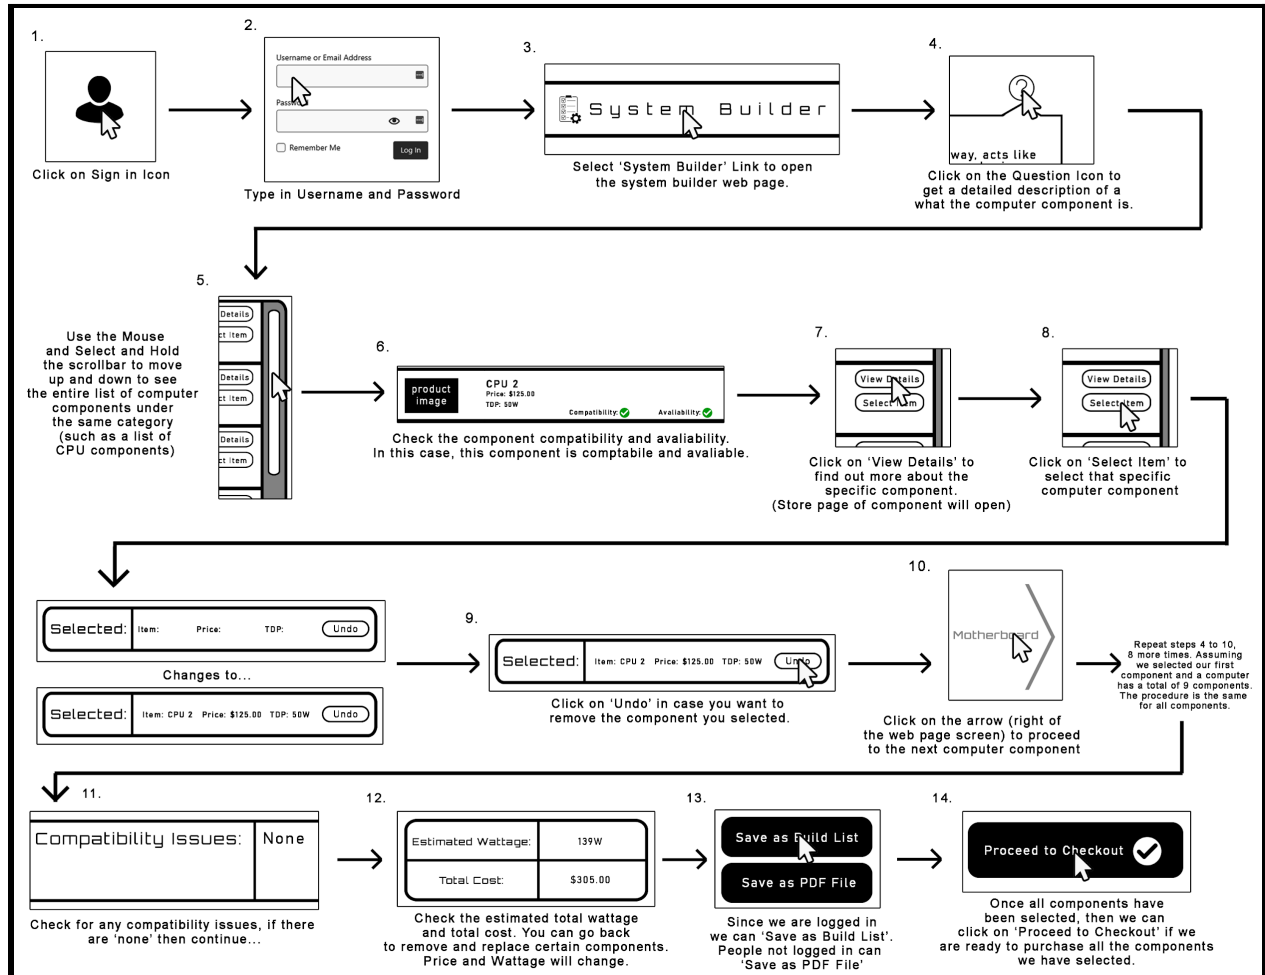 1.
Click on Sign in Icon
2.
Username or Email Address
Password
Remember Me
Log In
Type in Username and Password
3.
System Builder
Select ‘System Builder’ Link to open
the system builder web page.
4.
way, acts like
Click on the Question Icon to
get a detailed description of a
what the computer component is.
5.
Use the Mouse
and Select and Hold
the scrollbar to move
up and down to see
the entire list of computer
components under
the same category
(such as a list of
CPU components)
Details
ct Item
Details
ct Item
Details
ct Item
6.
product
image
CPU 2
Price: $125.00
TDP: 50W
Compatibility:
Avaliability:
Check the component compatibility and avaliability.
In this case, this component is comptabile and avaliable.
7.
View Details
Select Item
Click on ‘View Details’ to
find out more about the
specific component.
(Store page of component will open)
8.
View Details
Select Item
Click on ‘Select Item’ to
select that specific
computer component
Selected: Item: Price: TDP: Undo
Changes to...
Selected: Item: CPU 2 Price: $125.00 TDP: 50W Undo
9.
Selected: Item: CPU 2 Price: $125.00 TDP: 50W Undo
Click on ‘Undo’ in case you want to
remove the component you selected.
10.
Motherboard
Click on the arrow (right of
the web page screen) to proceed
to the next computer component
Repeat steps 4 to 10,
8 more times. Assuming
we selected our first
component and a computer
has a total of 9 components.
The procedure is the same
for all components.
11.
Compatibility Issues: None
Check for any compatibility issues, if there
are ‘none’ then continue...
12.
Estimated Wattage: 139W
Total Cost: $305.00
Check the estimated total wattage
and total cost. You can go back
to remove and replace certain components.
Price and Wattage will change.
13.
Save as Build List
Save as PDF File
Since we are logged in
we can ‘Save as Build List’.
People not logged in can
‘Save as PDF File’
14.
Proceed to Checkout
Once all components have
been selected, then we can
click on ‘Proceed to Checkout’ if we
are ready to purchase all the components
we have selected.